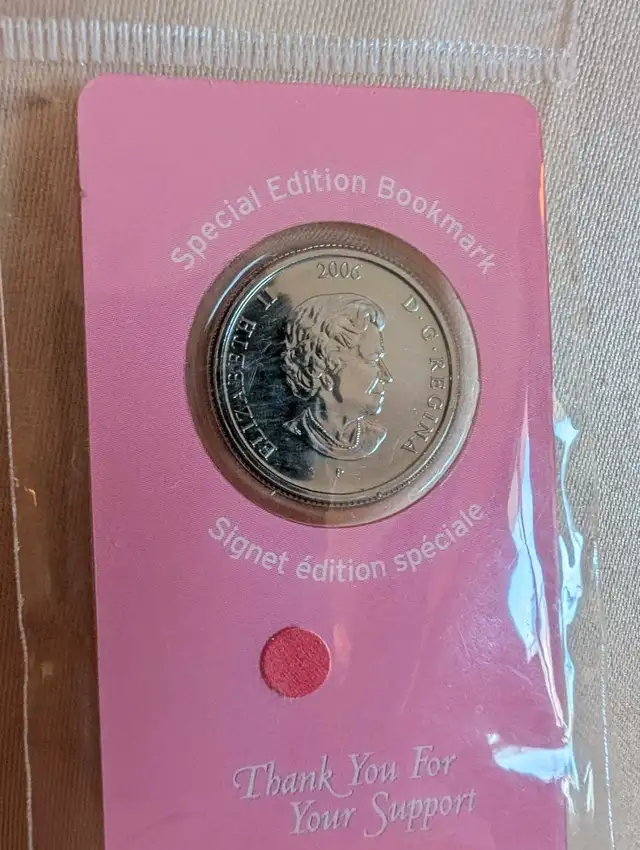 Special Edition Bookmark
2006
ELIZABETH II
D·G·REGINA
P
Signet édition spéciale
Thank You For
Your Support